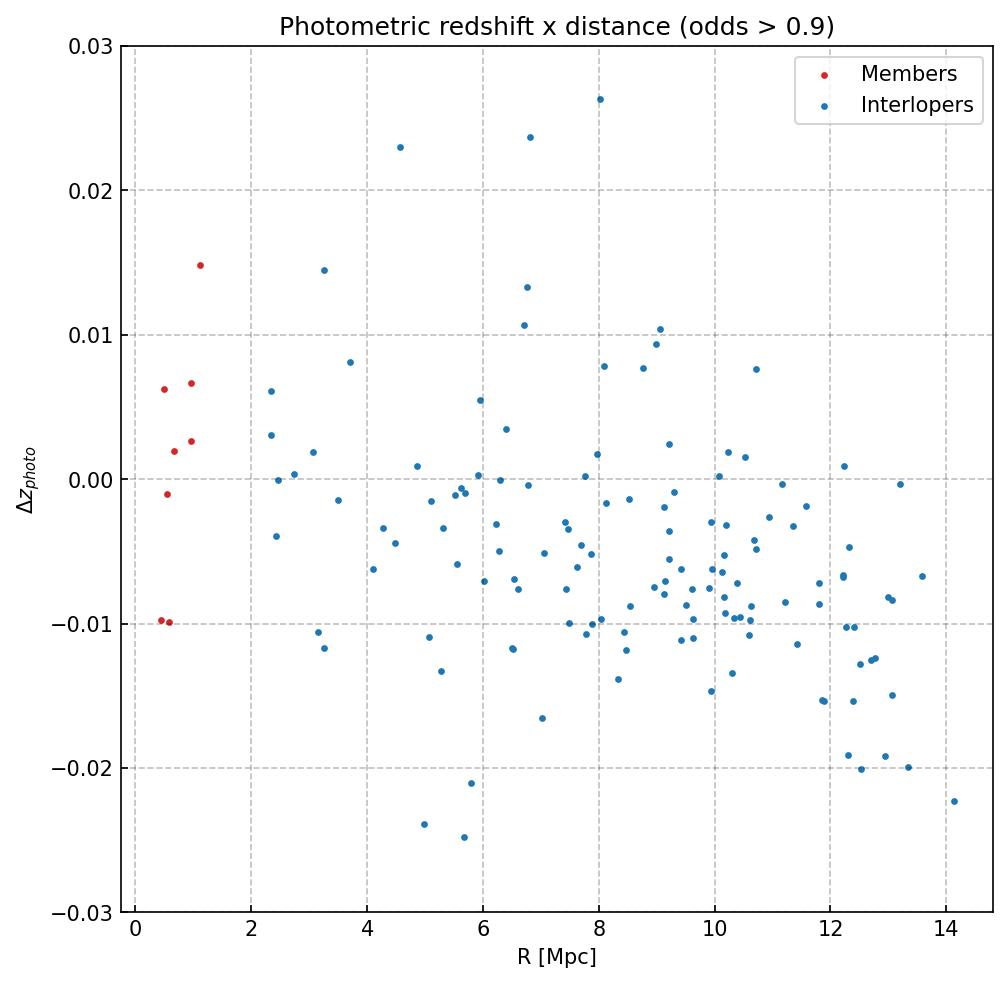 Photometric redshift x distance (odds > 0.9)
Members
Interlopers
0.03
0.02
0.01
0.00
−0.01
−0.02
−0.03
Δz_photo
0 2 4 6 8 10 12 14
R [Mpc]